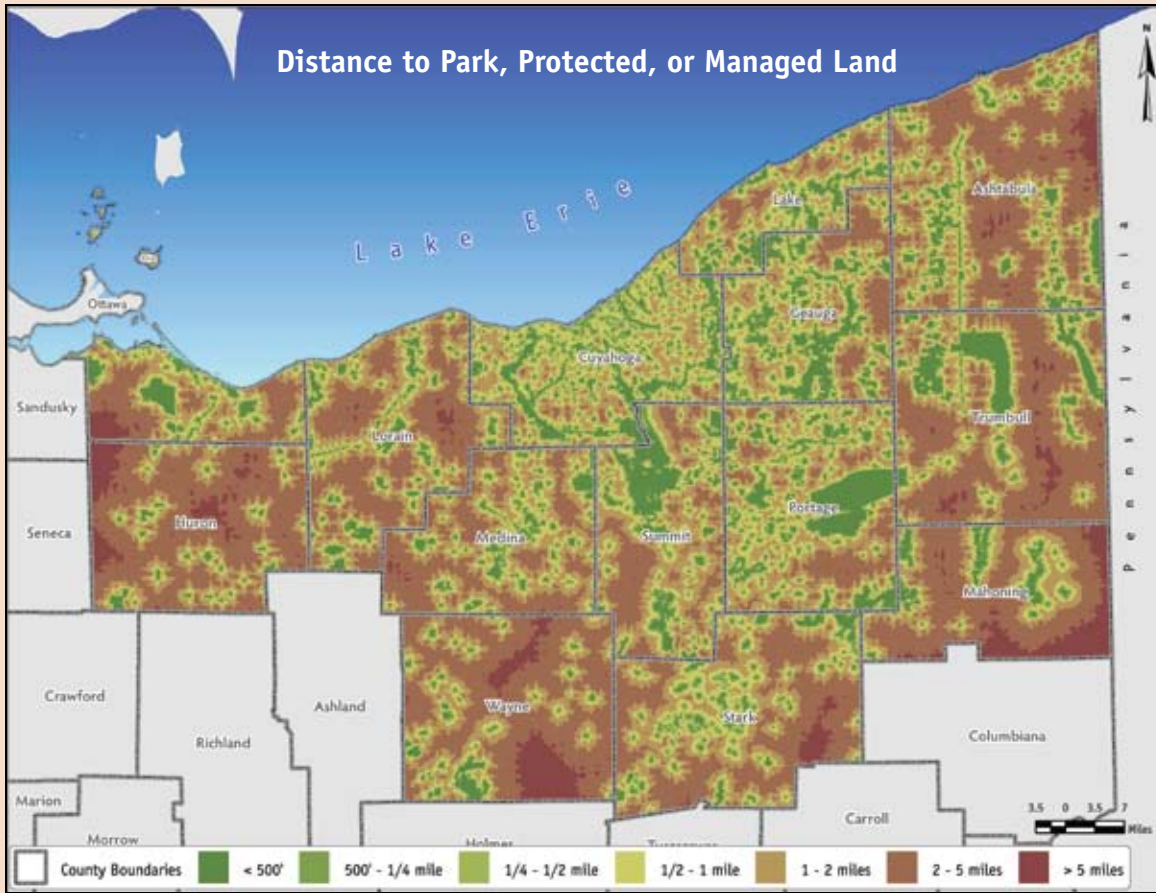 Distance to Park, Protected, or Managed Land
N
Lake Erie
Pennsylvania
Ashtabula
Lake
Geauga
Ottawa
Cuyahoga
Sandusky
Trumbull
Lorain
Portage
Huron
Seneca
Medina
Summit
Mahoning
Crawford
Ashland
Wayne
Stark
Columbiana
Richland
Marion
Morrow
Carroll
3.5 0 3.5 7
Miles
County Boundaries
< 500'
500' - 1/4 mile
1/4 - 1/2 mile
1/2 - 1 mile
1 - 2 miles
2 - 5 miles
> 5 miles